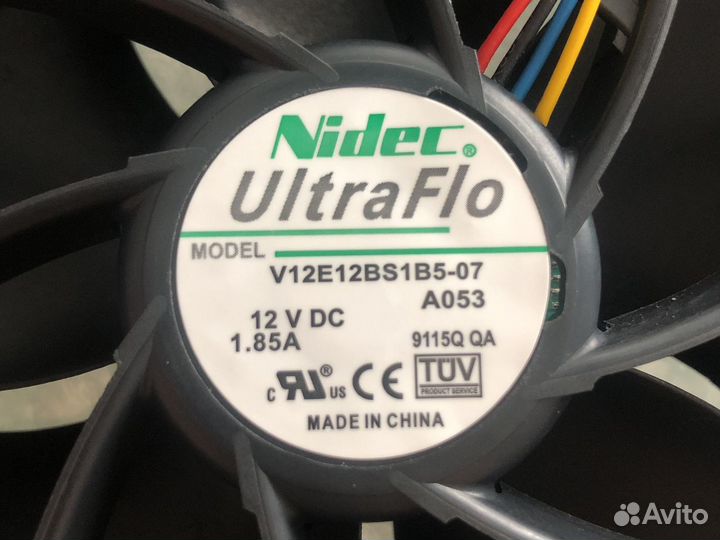 Nidec®
UltraFlo
MODEL
V12E12BS1B5-07
A053
12 V DC
1.85A
9115Q QA
c RU® US CE TÜV
PRODUCT SERVICE
MADE IN CHINA
Avito